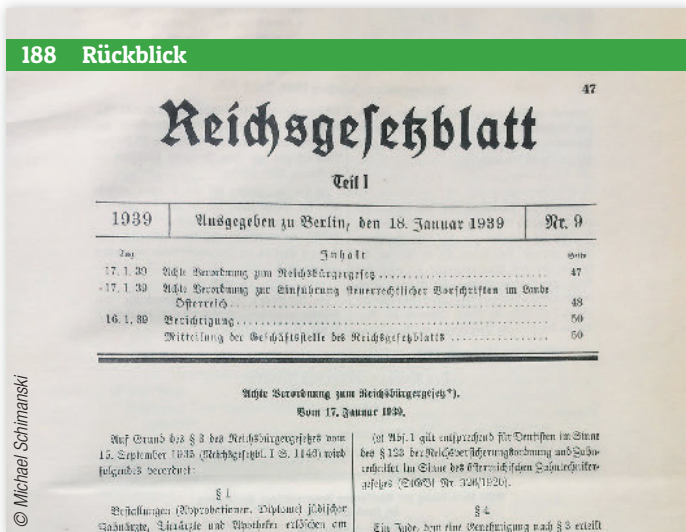 188 Rückblick
47
Reichsgesetzblatt
Teil I
1939 Ausgegeben zu Berlin, den 18. Januar 1939 Nr. 9
Tag Inhalt Seite
17. 1. 39 Achte Verordnung zum Reichsbürgergesetz 47
17. 1. 39 Achte Verordnung zur Einführung steuerrechtlicher Vorschriften im Lande
Österreich 48
16. 1. 39 Berichtigung 50
Mitteilung der Geschäftsstelle des Reichsgesetzblatts 50
Achte Verordnung zum Reichsbürgergesetz*).
Vom 17. Januar 1939.
Auf Grund des § 3 des Reichsbürgergesetzes vom
15. September 1935 (Reichsgesetzbl. I S. 1146) wird
folgendes verordnet:
§ 1
Bestallungen (Approbationen, Diplome) jüdischer
Zahnärzte, Tierärzte und Apotheker erlöschen am
(2) Abs. 1 gilt entsprechend für Dentisten im Sinne
des § 123 der Reichsversicherungsordnung und Zahn-
techniker im Sinne des österreichischen Zahntechniker-
gesetzes (StGBl Nr. 326/1920).
§ 4
Ein Jude, dem eine Genehmigung nach § 3 erteilt
© Michael Schimanski